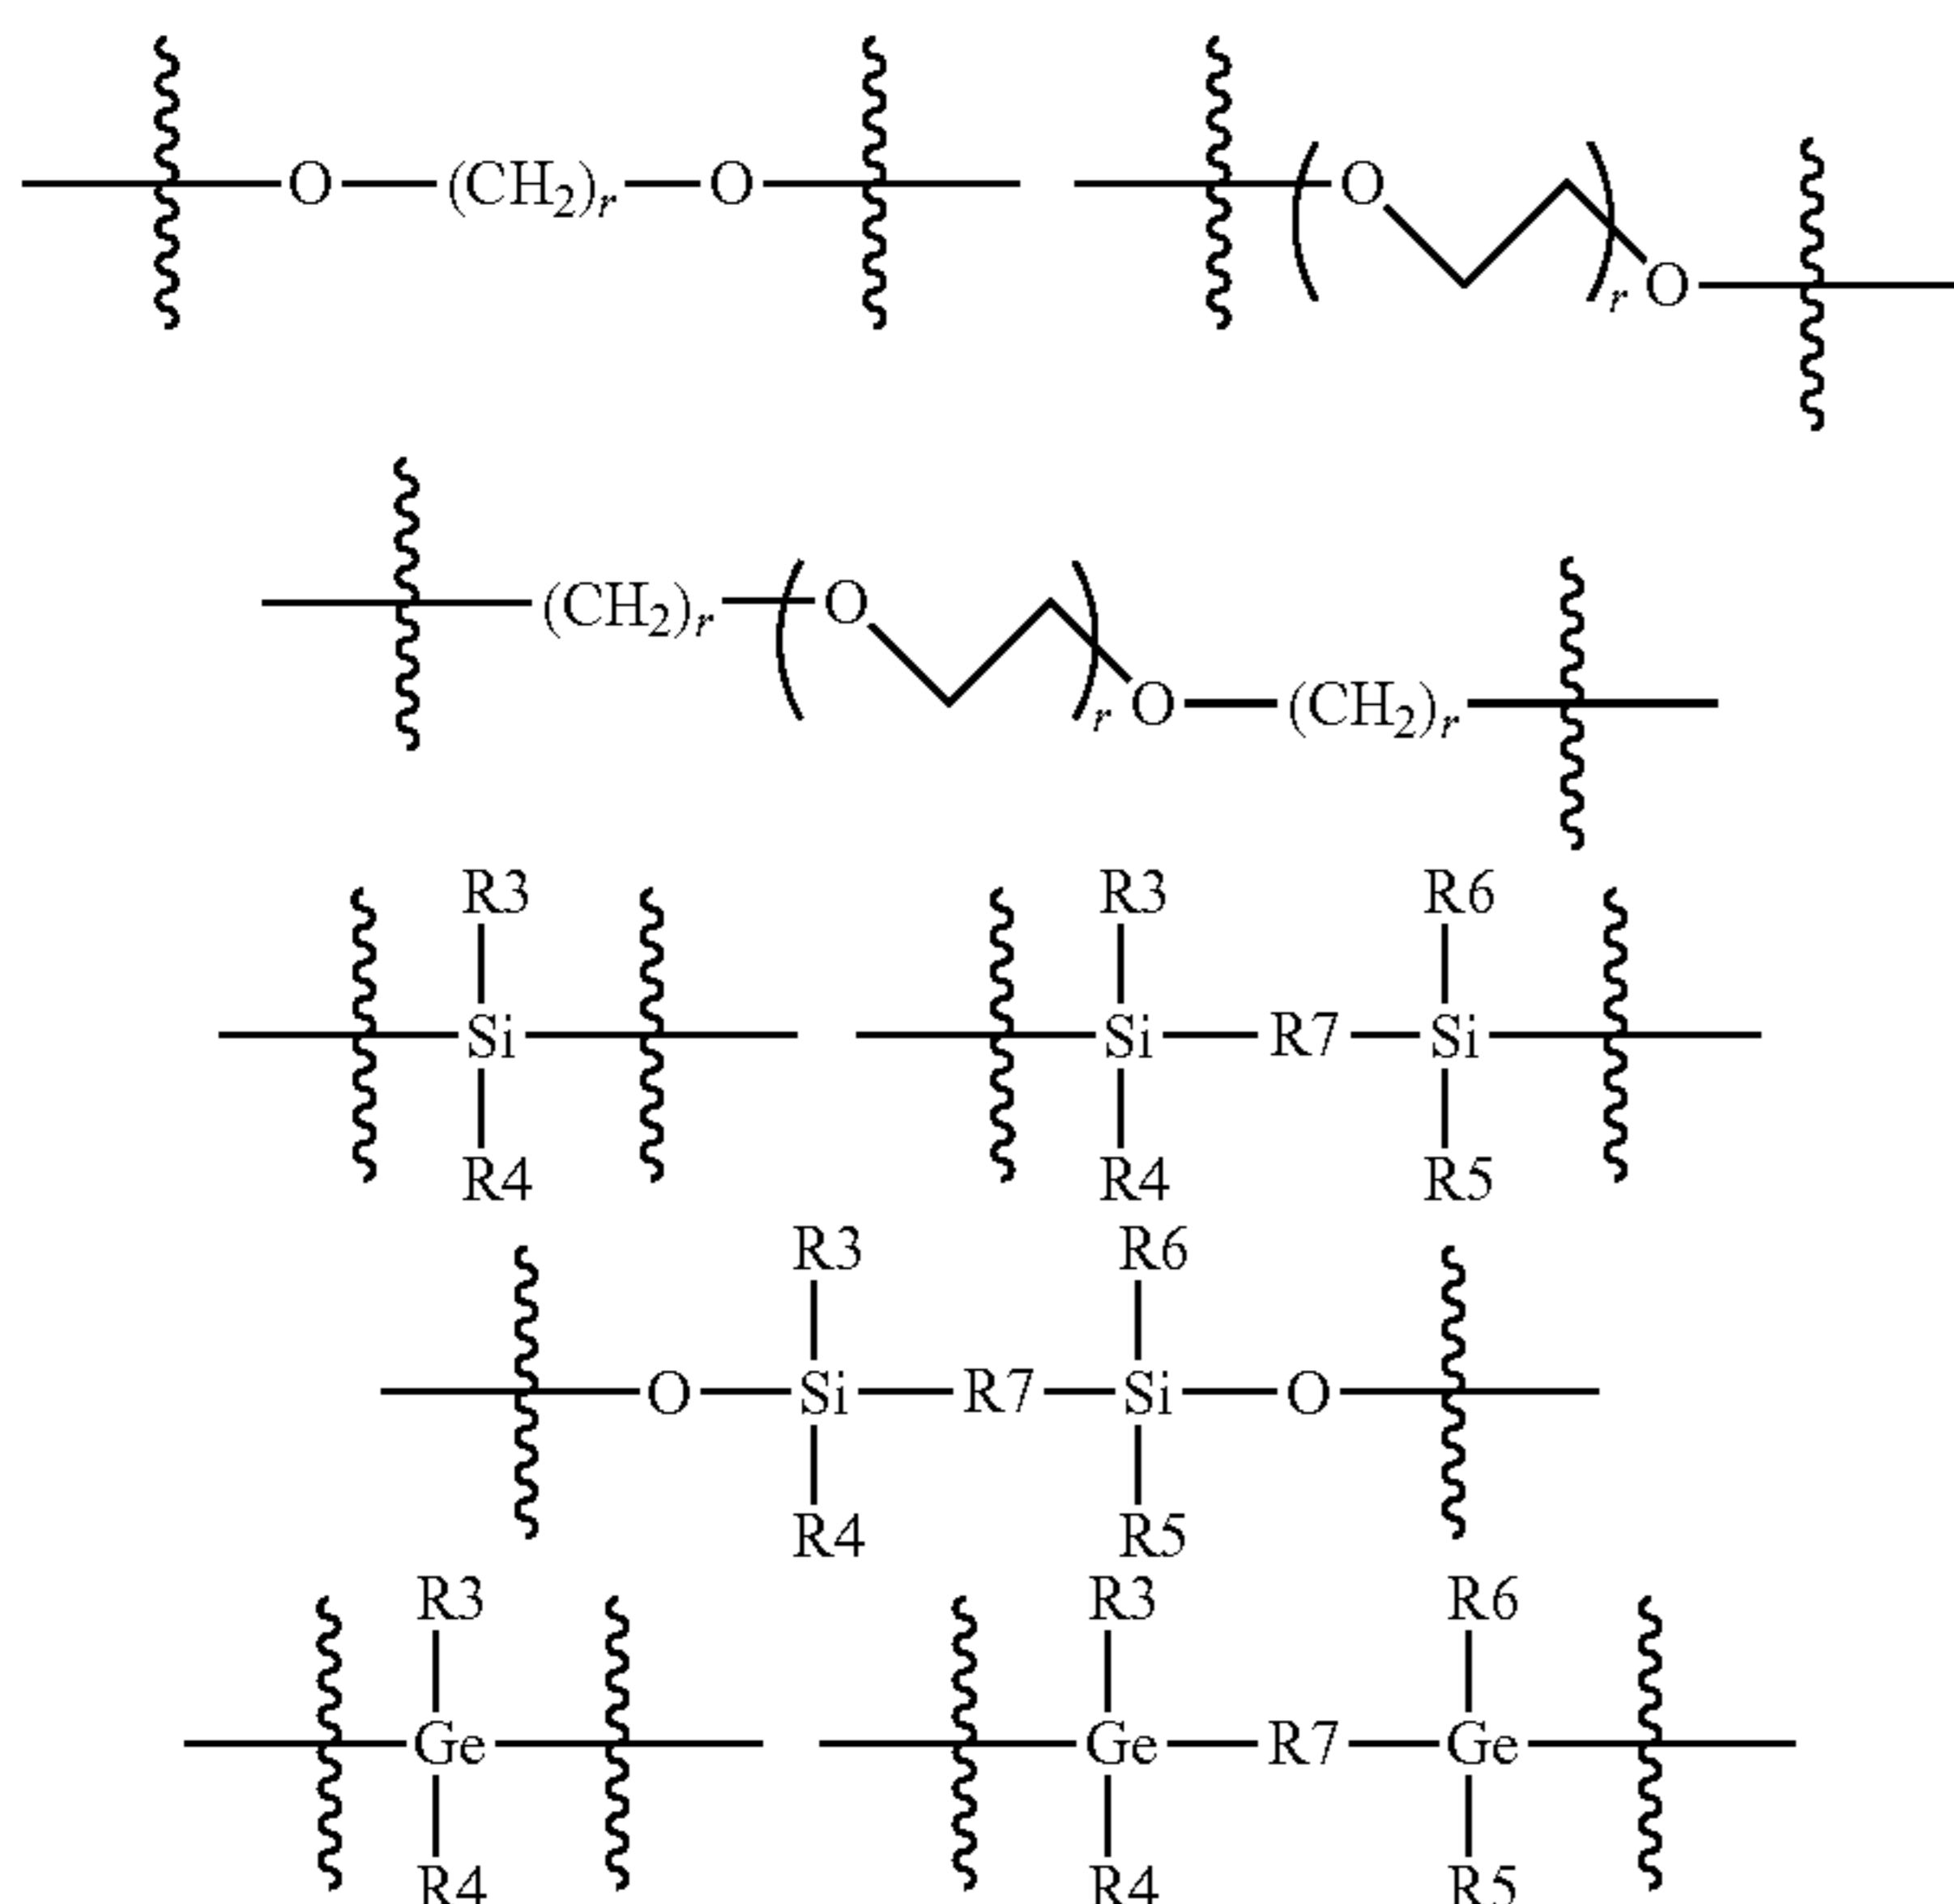 O (CH2)r O O r O
(CH2)r O r O (CH2)r
R3 R3 R6
Si Si R7 Si
R4 R4 R5
R3 R6
O Si R7 Si O
R4 R5
R3 R3 R6
Ge Ge R7 Ge
R4 R4 R5